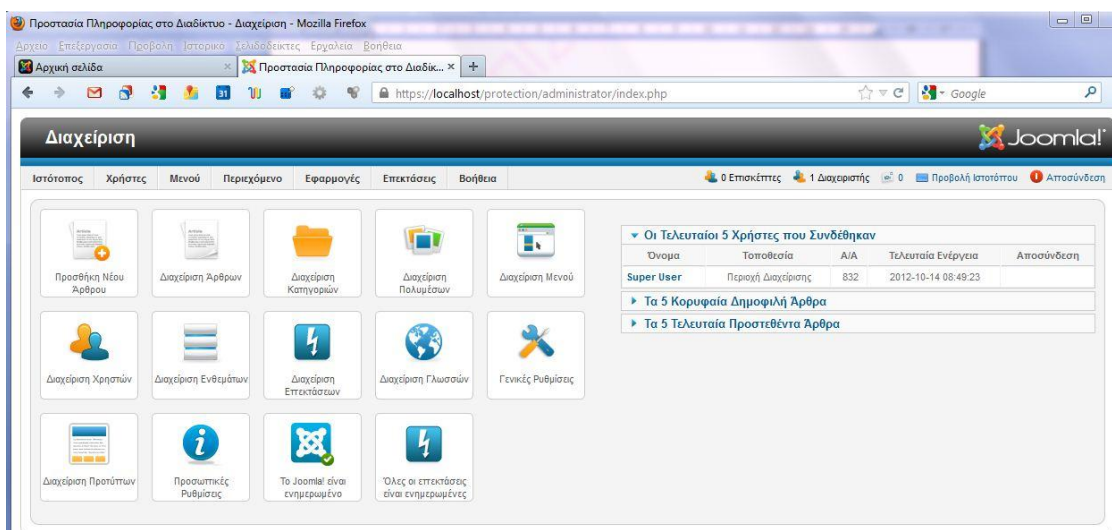 Προστασία Πληροφορίας στο Διαδίκτυο - Διαχείριση - Mozilla Firefox
Αρχείο Επεξεργασία Προβολή Ιστορικό Σελιδοδείκτες Εργαλεία Βοήθεια
Αρχική σελίδα
Προστασία Πληροφορίας στο Διαδίκ...
https://localhost/protection/administrator/index.php
Google
Διαχείριση
Joomla!
Ιστότοπος Χρήστες Μενού Περιεχόμενο Εφαρμογές Επεκτάσεις Βοήθεια
0 Επισκέπτες 1 Διαχειριστής 0 Προβολή Ιστοτόπου Αποσύνδεση
Προσθήκη Νέου
Άρθρου
Διαχείριση Άρθρων
Διαχείριση
Κατηγοριών
Διαχείριση
Πολυμέσων
Διαχείριση Μενού
Διαχείριση Χρηστών
Διαχείριση Ενθεμάτων
Διαχείριση
Επεκτάσεων
Διαχείριση Γλωσσών
Γενικές Ρυθμίσεις
Διαχείριση Προτύπων
Προσωπικές
Ρυθμίσεις
Το Joomla! είναι
ενημερωμένο
Όλες οι επεκτάσεις
είναι ενημερωμένες
Οι Τελευταίοι 5 Χρήστες που Συνδέθηκαν
Όνομα Τοποθεσία Α/Α Τελευταία Ενέργεια Αποσύνδεση
Super User Περιοχή Διαχείρισης 832 2012-10-14 08:49:23
Τα 5 Κορυφαία Δημοφιλή Άρθρα
Τα 5 Τελευταία Προστεθέντα Άρθρα